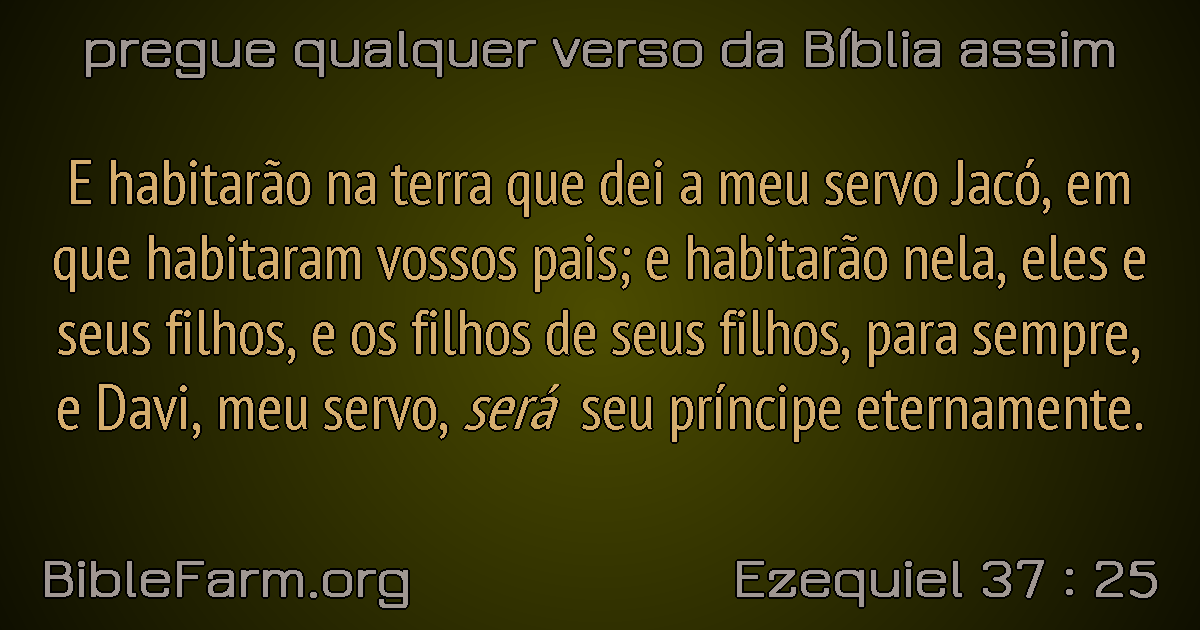 pregue qualquer verso da Bíblia assim
E habitarão na terra que dei a meu servo Jacó, em
que habitaram vossos pais; e habitarão nela, eles e
seus filhos, e os filhos de seus filhos, para sempre,
e Davi, meu servo, será seu príncipe eternamente.
BibleFarm.org
Ezequiel 37 : 25